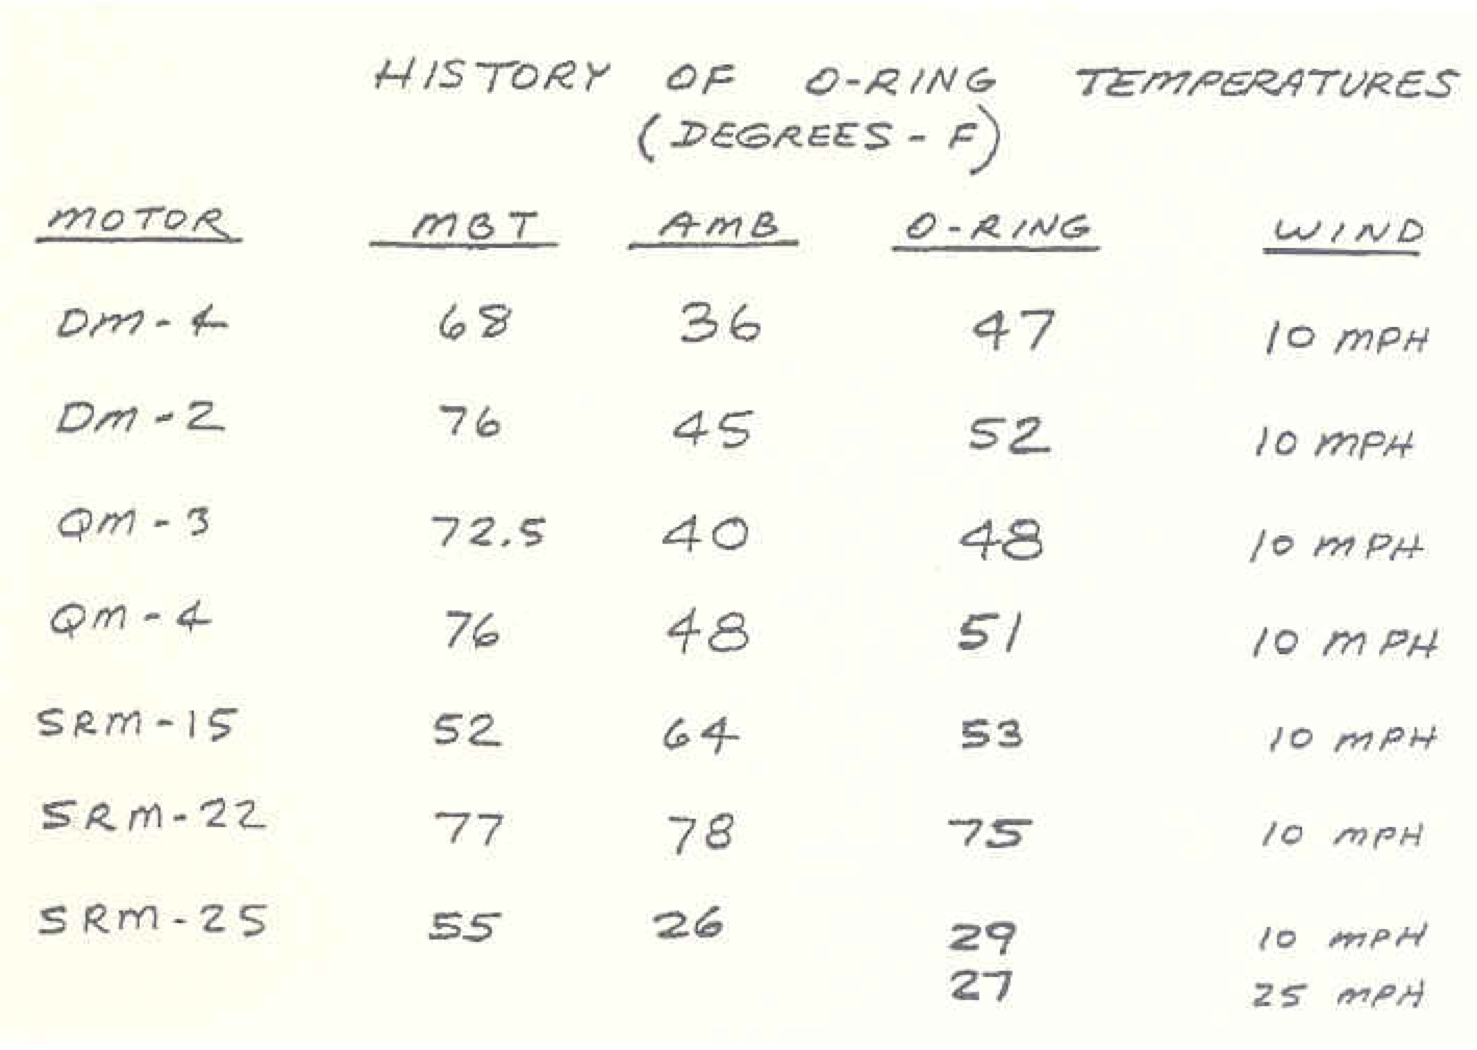 HISTORY OF O-RING TEMPERATURES
(DEGREES - F)
MOTOR MBT AMB O-RING WIND
DM-4 68 36 47 10 MPH
DM-2 76 45 52 10 MPH
QM-3 72.5 40 48 10 MPH
QM-4 76 48 51 10 MPH
SRM-15 52 64 53 10 MPH
SRM-22 77 78 75 10 MPH
SRM-25 55 26 29 10 MPH
27 25 MPH